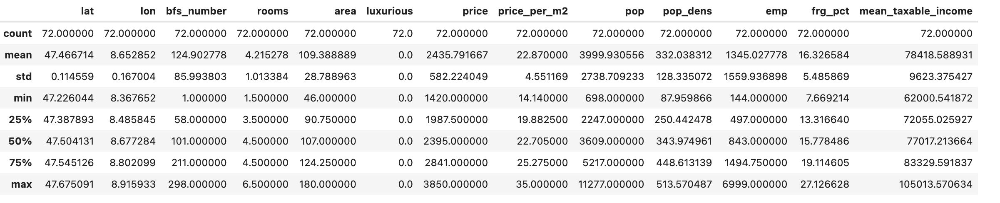 lat lon bfs_number rooms area luxurious price price_per_m2 pop pop_dens emp frg_pct mean_taxable_income
count 72.000000 72.000000 72.000000 72.000000 72.000000 72.0 72.000000 72.000000 72.000000 72.000000 72.000000 72.000000 72.000000
mean 47.466714 8.652852 124.902778 4.215278 109.388889 0.0 2435.791667 22.870000 3999.930556 332.038312 1345.027778 16.326584 78418.588931
std 0.114559 0.167004 85.993803 1.013384 28.788963 0.0 582.224049 4.551169 2738.709233 128.335072 1559.936898 5.485869 9623.375427
min 47.226044 8.367652 1.000000 1.500000 46.000000 0.0 1420.000000 14.140000 698.000000 87.959866 144.000000 7.669214 62000.541872
25% 47.387893 8.485845 58.000000 3.500000 90.750000 0.0 1987.500000 19.882500 2247.000000 250.442478 497.000000 13.316640 72055.025927
50% 47.504131 8.677284 101.000000 4.500000 107.000000 0.0 2395.000000 22.705000 3609.000000 343.974961 843.000000 15.778486 77017.213664
75% 47.545126 8.802099 211.000000 4.500000 124.250000 0.0 2841.000000 25.275000 5217.000000 448.613139 1494.750000 19.114605 83329.591837
max 47.675091 8.915933 298.000000 6.500000 180.000000 0.0 3850.000000 35.000000 11277.000000 513.570487 6999.000000 27.126628 105013.570634